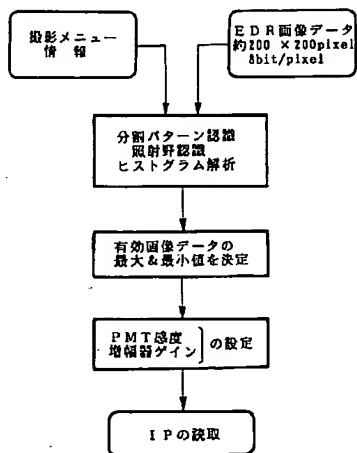 撮影メニュー
情報
EDR画像データ
約200×200pixel
8bit/pixel
分割パターン認識
照射野認識
ヒストグラム解析
有効画像データの
最大&最小値を決定
PMT感度
増幅器ゲイン
の設定
IPの読取